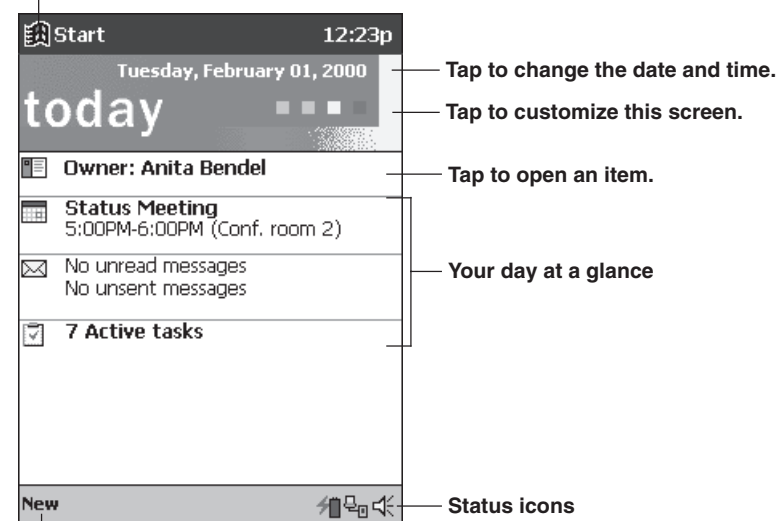 Start 12:23p
Tuesday, February 01, 2000
Tap to change the date and time.
today
Tap to customize this screen.
Owner: Anita Bendel
Tap to open an item.
Status Meeting
5:00PM-6:00PM (Conf. room 2)
No unread messages
No unsent messages
Your day at a glance
7 Active tasks
New
Status icons